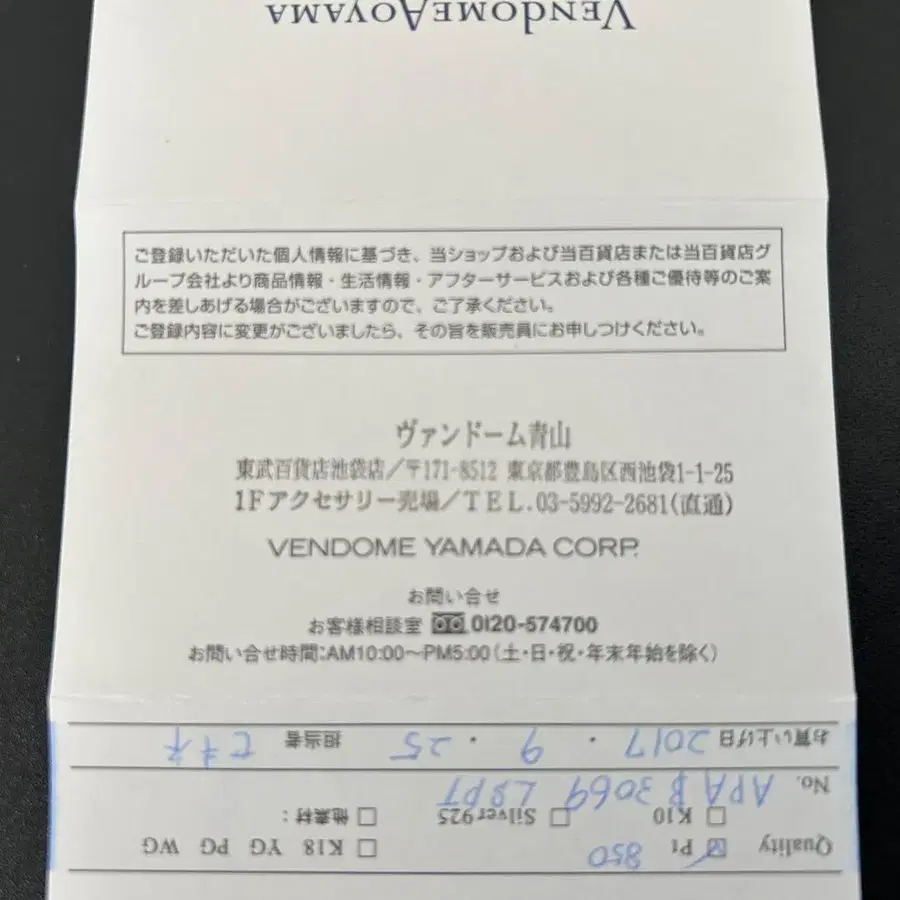 VENDOMEAOYAMA
ご登録いただいた個人情報に基づき、当ショップおよび当百貨店または当百貨店グ
ループ会社より商品情報・生活情報・アフターサービスおよび各種ご優待等のご案
内を差しあげる場合がございますので、ご了承ください。
ご登録内容に変更がございましたら、その旨を販売員にお申しつけください。
ヴァンドーム青山
東武百貨店池袋店/〒171-8512 東京都豊島区西池袋1-1-25
1Fアクセサリー売場/TEL.03-5992-2681(直通)
VENDOME YAMADA CORP.
お問い合せ
お客様相談室 0120-574700
お問い合せ時間:AM10:00〜PM5:00(土・日・祝・年末年始を除く)
Quality Pt 850 K18 YG PG WG
K10 Silver925 他素材:
No. APAB3069
お買い上げ日 2017・9・25 担当者 セキネ